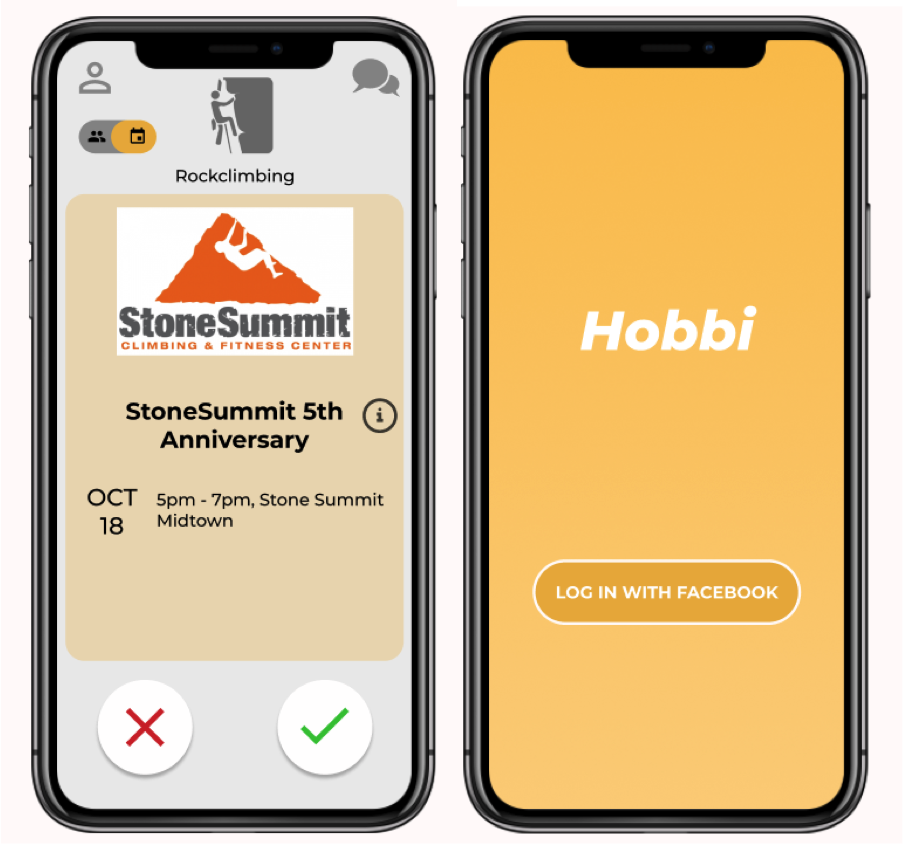 Rockclimbing
StoneSummit
CLIMBING & FITNESS CENTER
StoneSummit 5th
Anniversary
i
OCT
18
5pm - 7pm, Stone Summit
Midtown
Hobbi
LOG IN WITH FACEBOOK